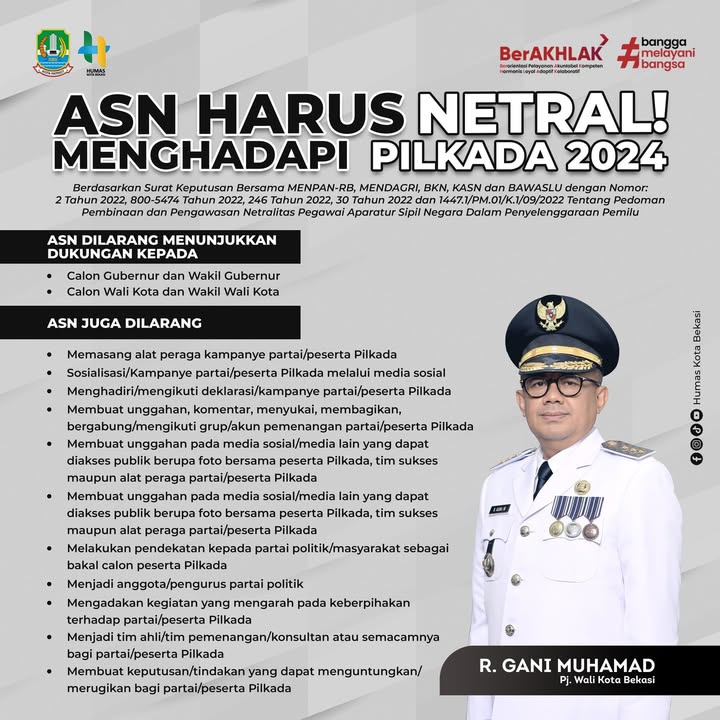 KOTA BEKASI
HUMAS
KOTA BEKASI
BerAKHLAK
Berorientasi Pelayanan Akuntabel Kompeten
Harmonis Loyal Adaptif Kolaboratif
#bangga
melayani
bangsa
ASN HARUS NETRAL!
MENGHADAPI PILKADA 2024
Berdasarkan Surat Keputusan Bersama MENPAN-RB, MENDAGRI, BKN, KASN dan BAWASLU dengan Nomor:
2 Tahun 2022, 800-5474 Tahun 2022, 246 Tahun 2022, 30 Tahun 2022 dan 1447.1/PM.01/K.1/09/2022 Tentang Pedoman
Pembinaan dan Pengawasan Netralitas Pegawai Aparatur Sipil Negara Dalam Penyelenggaraan Pemilu
ASN DILARANG MENUNJUKKAN
DUKUNGAN KEPADA
• Calon Gubernur dan Wakil Gubernur
• Calon Wali Kota dan Wakil Wali Kota
ASN JUGA DILARANG
• Memasang alat peraga kampanye partai/peserta Pilkada
• Sosialisasi/Kampanye partai/peserta Pilkada melalui media sosial
• Menghadiri/mengikuti deklarasi/kampanye partai/peserta Pilkada
• Membuat unggahan, komentar, menyukai, membagikan,
bergabung/mengikuti grup/akun pemenangan partai/peserta Pilkada
• Membuat unggahan pada media sosial/media lain yang dapat
diakses publik berupa foto bersama peserta Pilkada, tim sukses
maupun alat peraga partai/peserta Pilkada
• Membuat unggahan pada media sosial/media lain yang dapat
diakses publik berupa foto bersama peserta Pilkada, tim sukses
maupun alat peraga partai/peserta Pilkada
• Melakukan pendekatan kepada partai politik/masyarakat sebagai
bakal calon peserta Pilkada
• Menjadi anggota/pengurus partai politik
• Mengadakan kegiatan yang mengarah pada keberpihakan
terhadap partai/peserta Pilkada
• Menjadi tim ahli/tim pemenangan/konsultan atau semacamnya
bagi partai/peserta Pilkada
• Membuat keputusan/tindakan yang dapat menguntungkan/
merugikan bagi partai/peserta Pilkada
Humas Kota Bekasi
R. GANI MUHAMAD
Pj. Wali Kota Bekasi